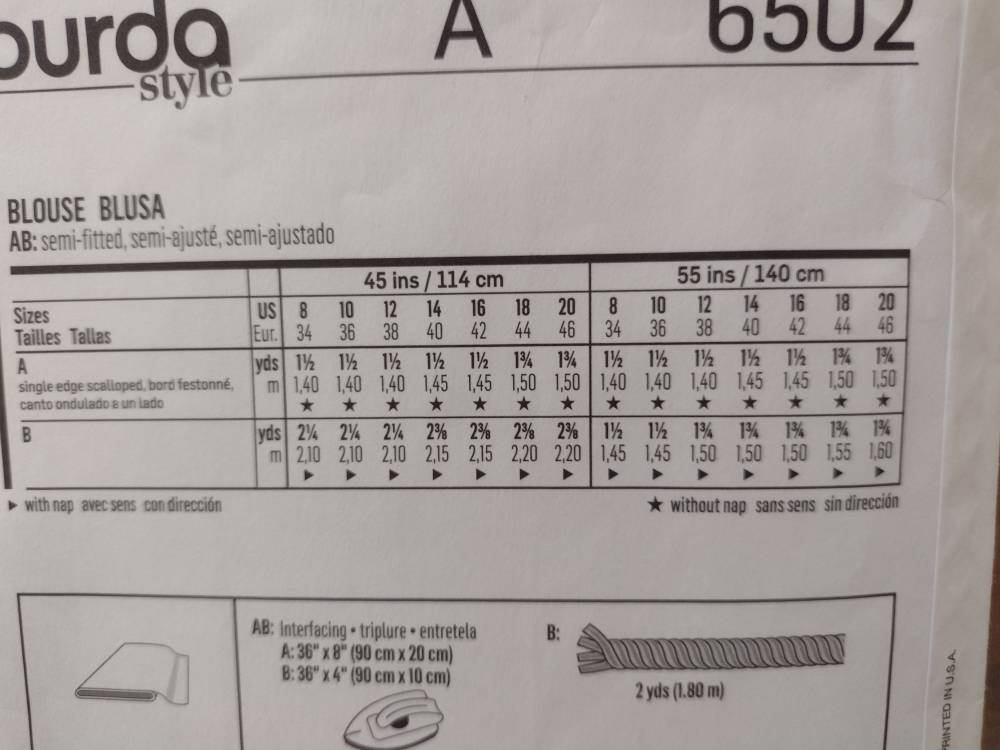 burda A 6502
style
BLOUSE BLUSA
AB: semi-fitted, semi-ajusté, semi-ajustado
45 ins / 114 cm 55 ins / 140 cm
Sizes US 8 10 12 14 16 18 20 8 10 12 14 16 18 20
Tailles Tallas Eur. 34 36 38 40 42 44 46 34 36 38 40 42 44 46
A yds 1½ 1½ 1½ 1½ 1½ 1¾ 1¾ 1½ 1½ 1½ 1½ 1½ 1¾ 1¾
single edge scalloped, bord festonné, m 1,40 1,40 1,40 1,45 1,45 1,50 1,50 1,40 1,40 1,40 1,45 1,45 1,50 1,50
canto ondulado a un lado ★ ★ ★ ★ ★ ★ ★ ★ ★ ★ ★ ★ ★ ★
B yds 2¼ 2¼ 2¼ 2⅜ 2⅜ 2⅜ 2⅜ 1½ 1½ 1¾ 1¾ 1¾ 1¾ 1¾
m 2,10 2,10 2,10 2,15 2,15 2,20 2,20 1,45 1,45 1,50 1,50 1,50 1,55 1,60
► ► ► ► ► ► ► ► ► ► ► ► ► ►
► with nap avec sens con dirección ★ without nap sans sens sin dirección
AB: Interfacing • triplure • entretela B:
A: 36" x 8" (90 cm x 20 cm)
B: 36" x 4" (90 cm x 10 cm)
2 yds (1.80 m)
PRINTED IN U.S.A.